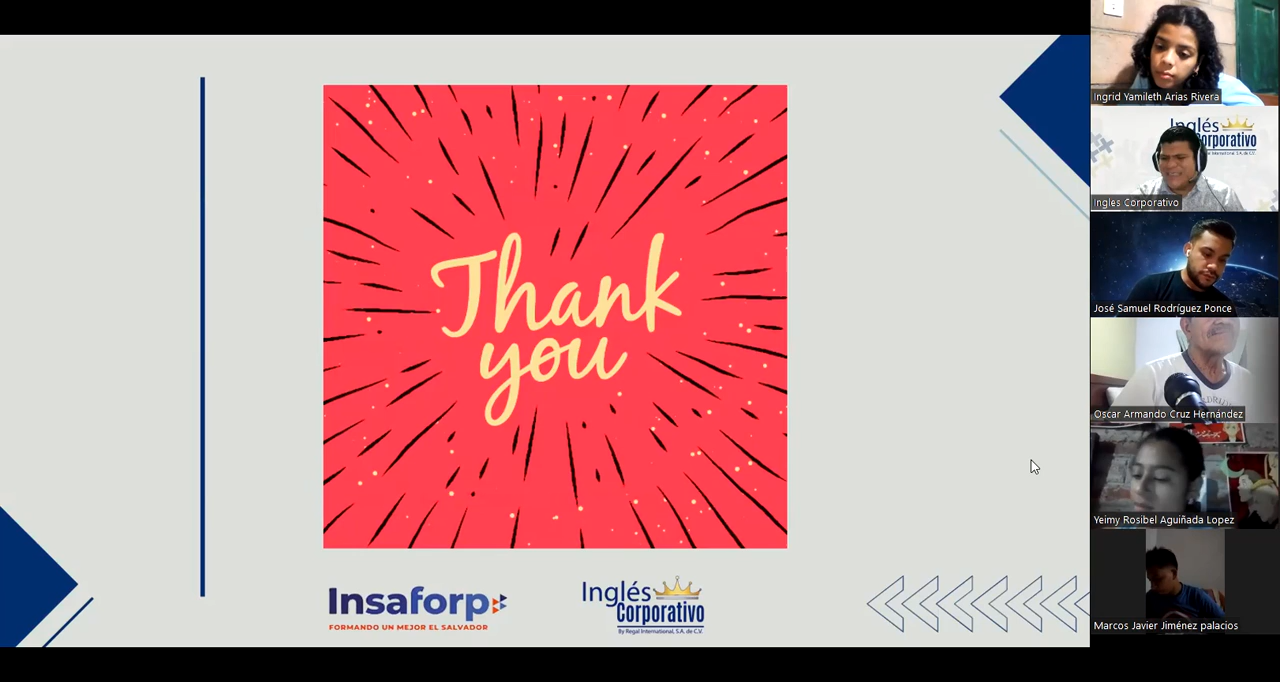 Thank
you
Insaforp
FORMANDO UN MEJOR EL SALVADOR
Inglés
Corporativo
By Regal International, S.A. de C.V.
Ingrid Yamileth Arias Rivera
Inglés
Corporativo
Ingles Corporativo
José Samuel Rodríguez Ponce
Oscar Armando Cruz Hernández
Yeimy Rosibel Aguiñada Lopez
Marcos Javier Jiménez palacios